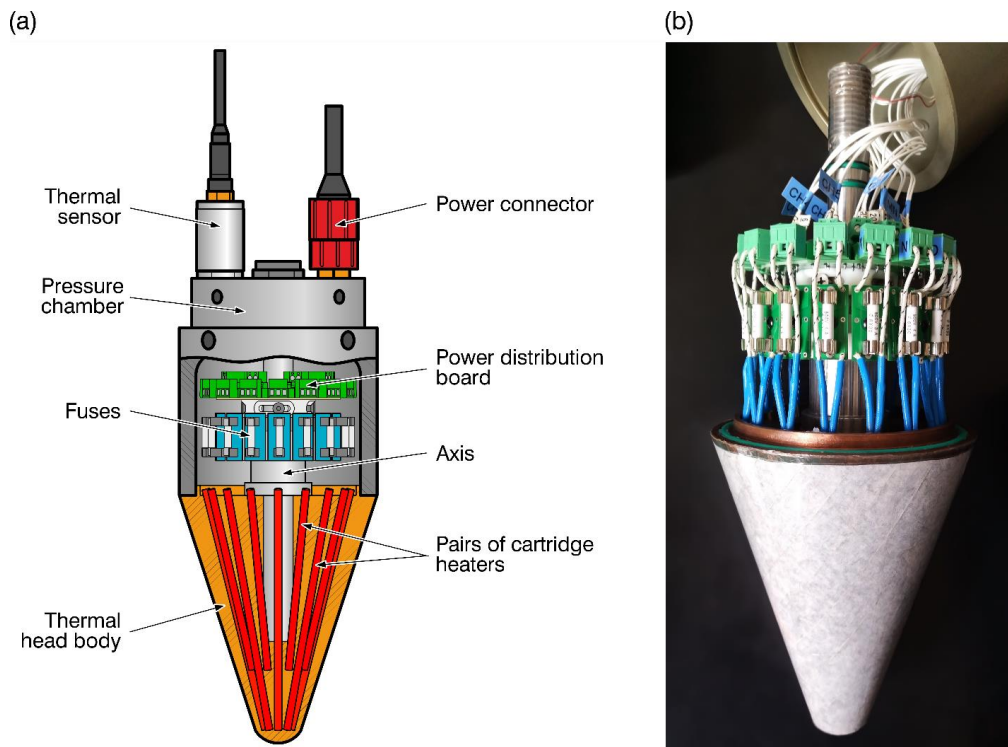 (a)
(b)
Thermal
sensor
Power connector
Pressure
chamber
Power distribution
board
Fuses
Axis
Pairs of cartridge
heaters
Thermal
head body